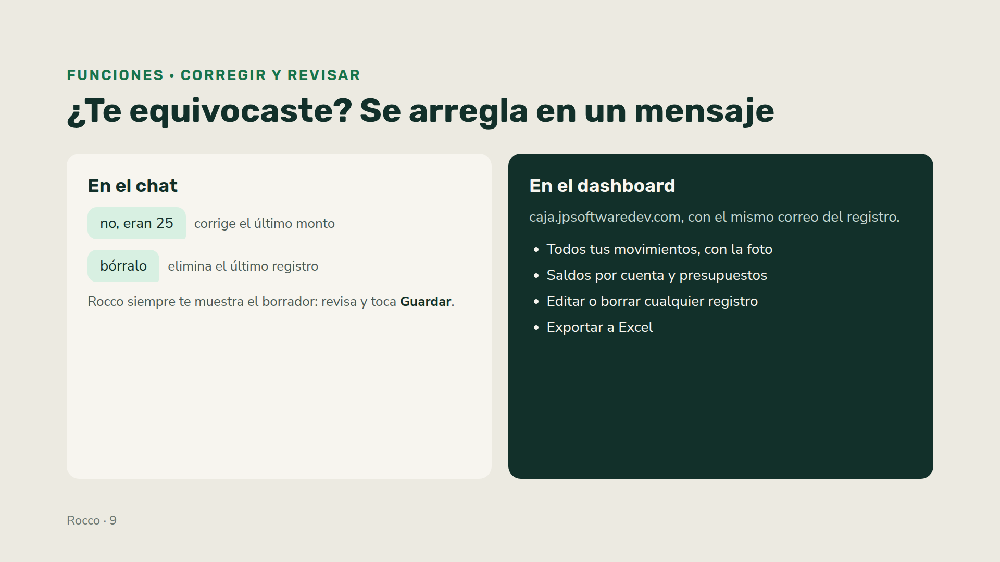 FUNCIONES • CORREGIR Y REVISAR
¿Te equivocaste? Se arregla en un mensaje
En el chat
no, eran 25 corrige el último monto
bórralo elimina el último registro
Rocco siempre te muestra el borrador: revisa y toca Guardar.
En el dashboard
caja.jpsoftwaredev.com, con el mismo correo del registro.
• Todos tus movimientos, con la foto
• Saldos por cuenta y presupuestos
• Editar o borrar cualquier registro
• Exportar a Excel
Rocco · 9